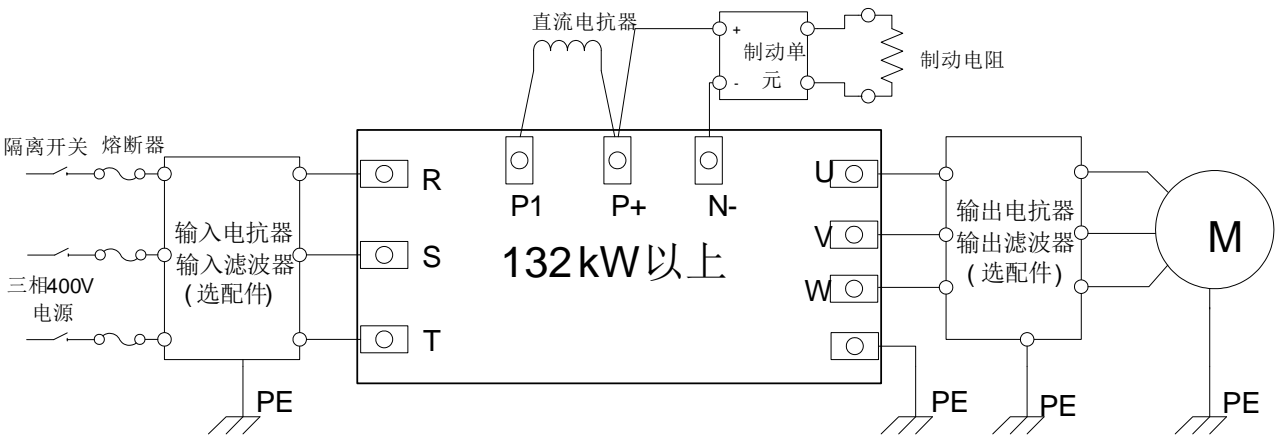 直流电抗器
+
制动单
元
-
制动电阻
隔离开关 熔断器
R
P1
P+
N-
U
输入电抗器
输入滤波器
(选配件)
S
132kW以上
V
输出电抗器
输出滤波器
(选配件)
M
三相400V
电源
W
T
PE
PE
PE
PE